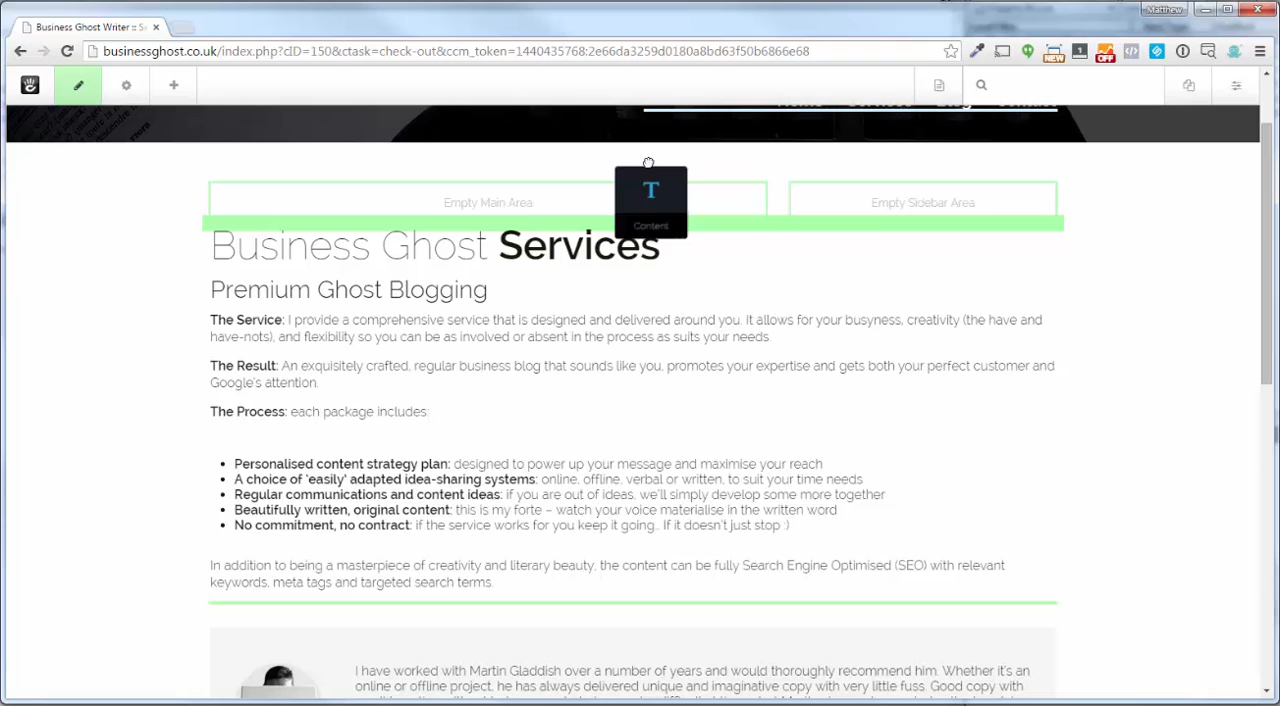 Matthew
Business Ghost Writer :: S
businessghost.co.uk/index.php?cID=150&ctask=check-out&ccm_token=1440435768:2e66da3259d0180a8bd63f50b6866e68
NEW
1
OFF
Home Services Blog Contact
more
Empty Main Area
Empty Sidebar Area
T
Content
Business Ghost Services
Premium Ghost Blogging
The Service: I provide a comprehensive service that is designed and delivered around you. It allows for your busyness, creativity (the have and
have-nots), and flexibility so you can be as involved or absent in the process as suits your needs.
The Result: An exquisitely crafted, regular business blog that sounds like you, promotes your expertise and gets both your perfect customer and
Google's attention.
The Process: each package includes:
• Personalised content strategy plan: designed to power up your message and maximise your reach
• A choice of 'easily' adapted idea-sharing systems: online, offline, verbal or written, to suit your time needs
• Regular communications and content ideas: if you are out of ideas, we'll simply develop some more together
• Beautifully written, original content: this is my forte – watch your voice materialise in the written word
• No commitment, no contract: if the service works for you keep it going... If it doesn't just stop :)
In addition to being a masterpiece of creativity and literary beauty, the content can be fully Search Engine Optimised (SEO) with relevant
keywords, meta tags and targeted search terms.
I have worked with Martin Gladdish over a number of years and would thoroughly recommend him. Whether it's an
online or offline project, he has always delivered unique and imaginative copy with very little fuss. Good copy with